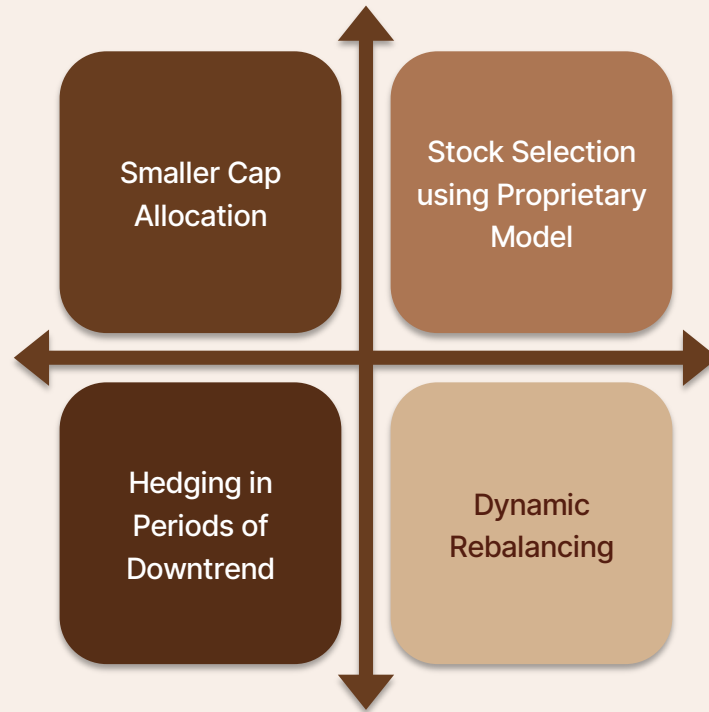 Smaller Cap
Allocation
Stock Selection
using Proprietary
Model
Hedging in
Periods of
Downtrend
Dynamic
Rebalancing